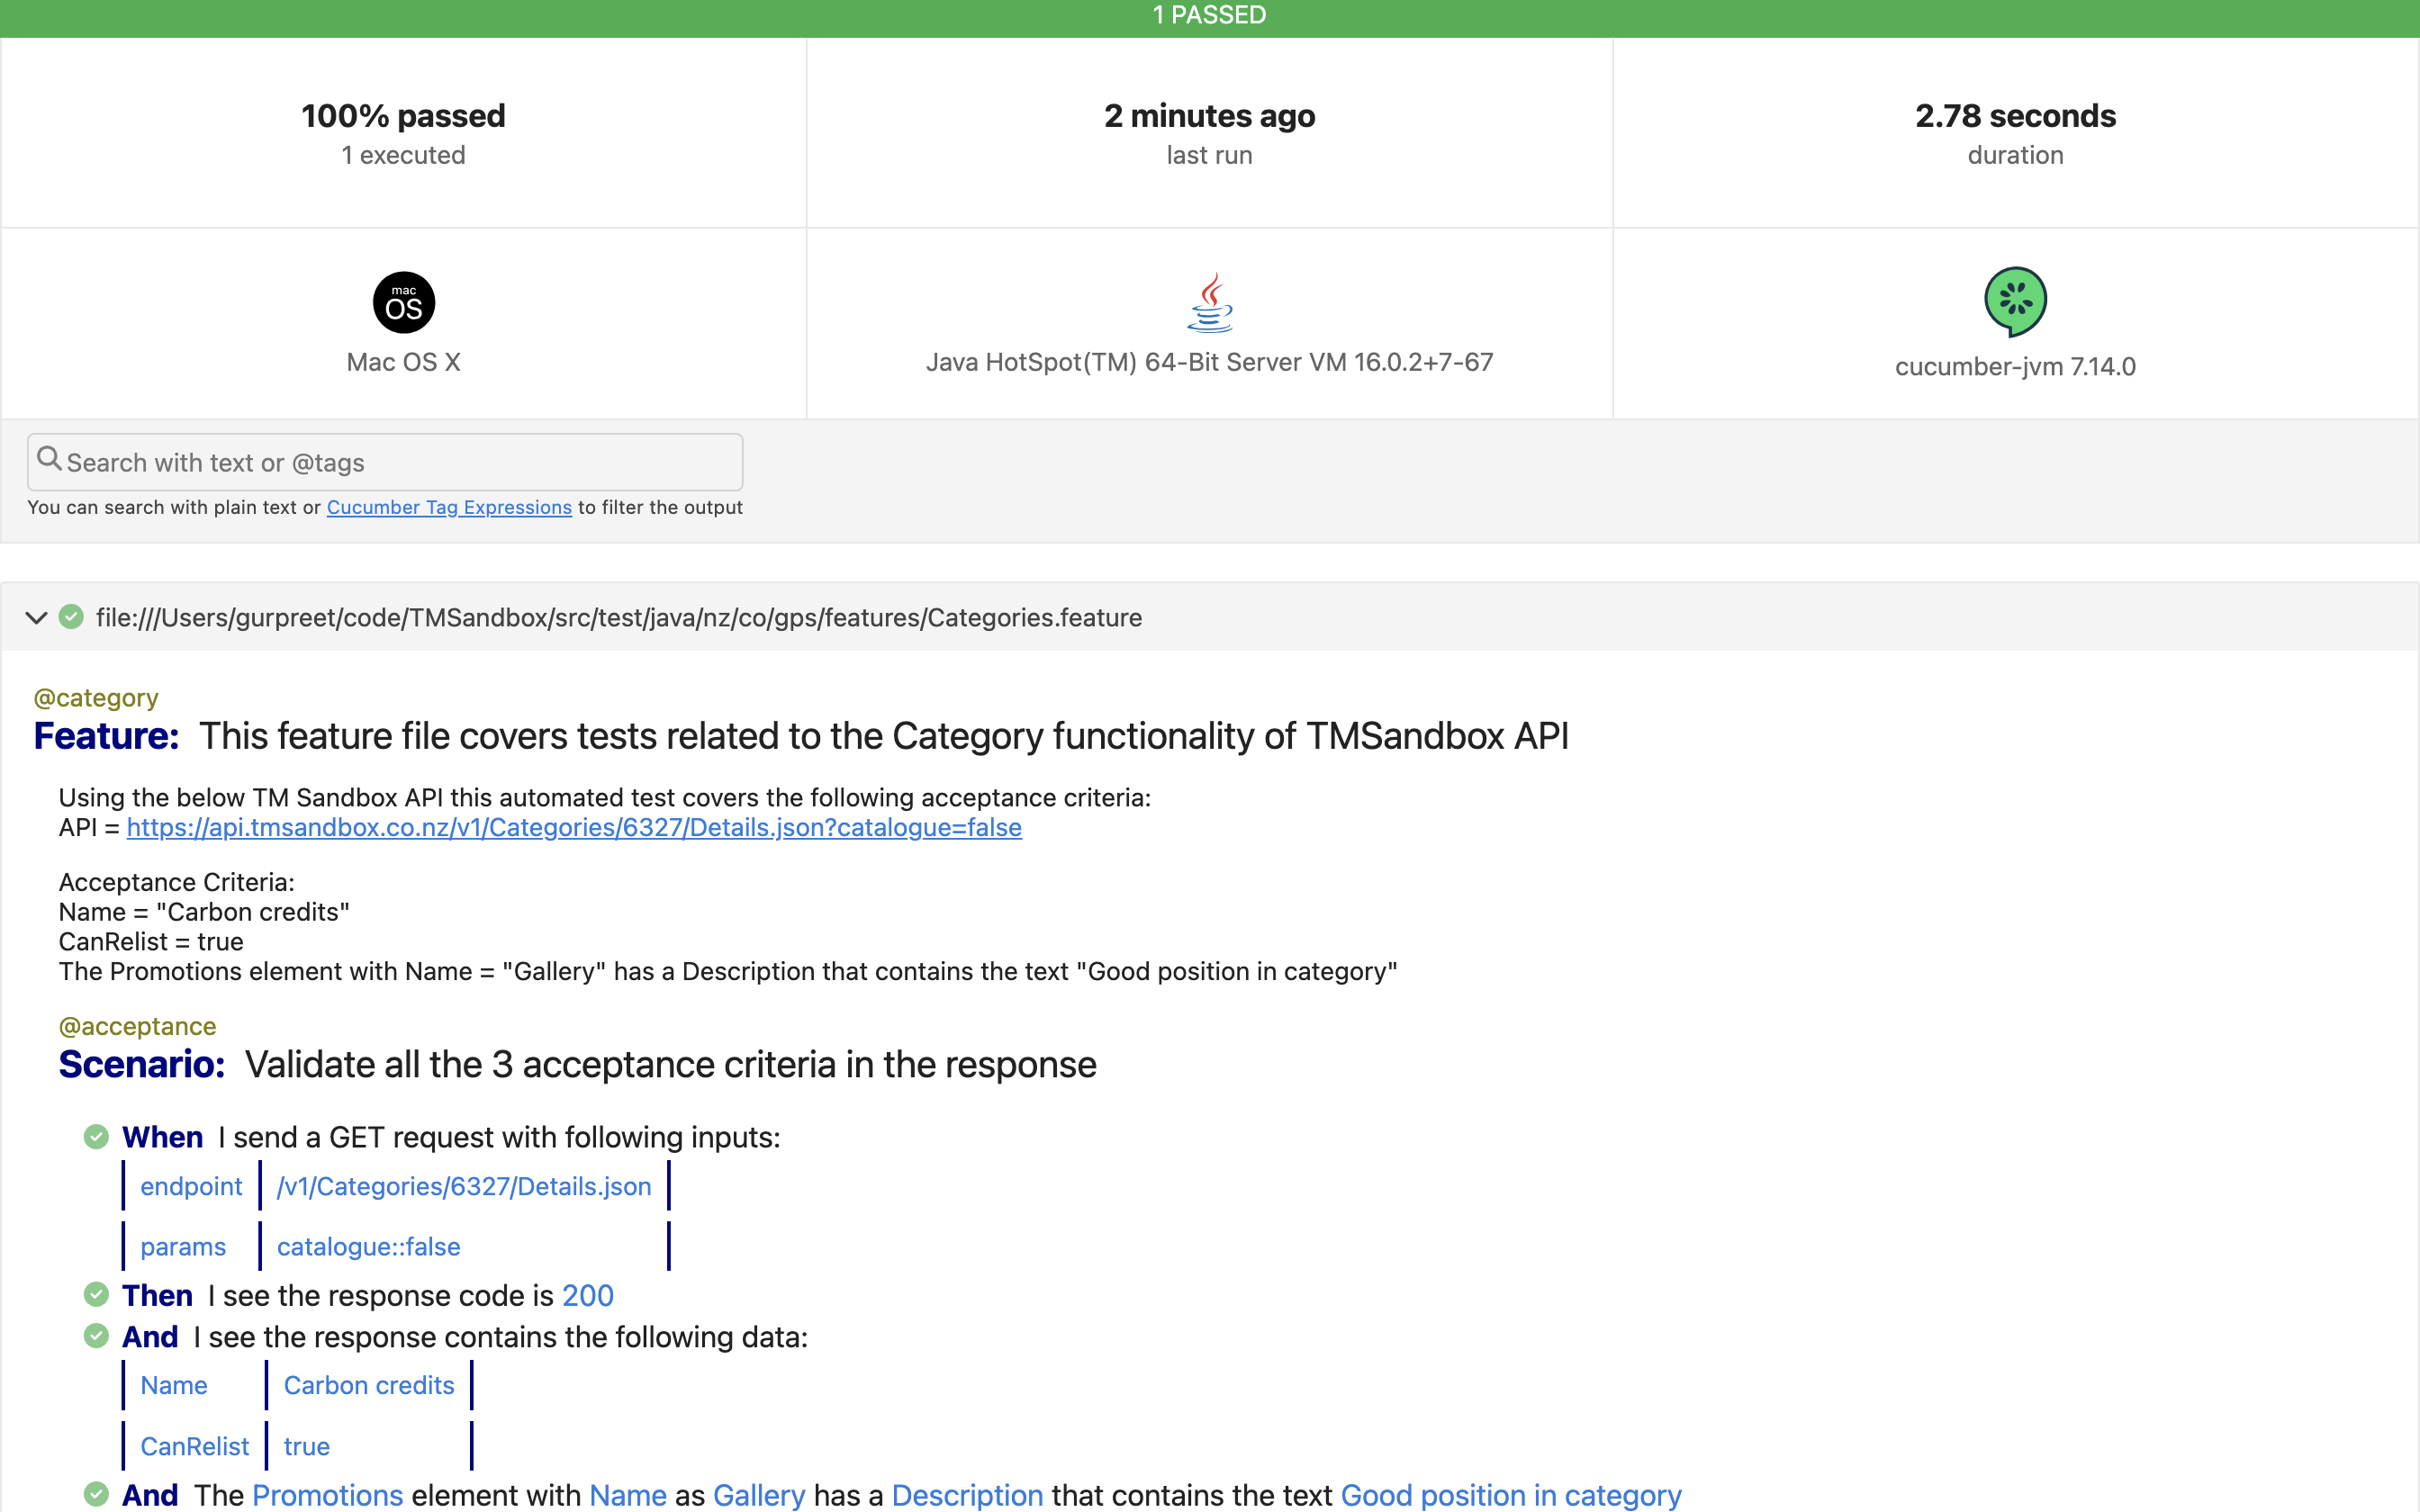 1 PASSED
100% passed
1 executed
2 minutes ago
last run
2.78 seconds
duration
mac
OS
Mac OS X
Java HotSpot(TM) 64-Bit Server VM 16.0.2+7-67
cucumber-jvm 7.14.0
Search with text or @tags
You can search with plain text or Cucumber Tag Expressions to filter the output
file:///Users/gurpreet/code/TMSandbox/src/test/java/nz/co/gps/features/Categories.feature
@category
Feature: This feature file covers tests related to the Category functionality of TMSandbox API
Using the below TM Sandbox API this automated test covers the following acceptance criteria:
API = https://api.tmsandbox.co.nz/v1/Categories/6327/Details.json?catalogue=false
Acceptance Criteria:
Name = "Carbon credits"
CanRelist = true
The Promotions element with Name = "Gallery" has a Description that contains the text "Good position in category"
@acceptance
Scenario: Validate all the 3 acceptance criteria in the response
When I send a GET request with following inputs:
endpoint /v1/Categories/6327/Details.json
params catalogue::false
Then I see the response code is 200
And I see the response contains the following data:
Name Carbon credits
CanRelist true
And The Promotions element with Name as Gallery has a Description that contains the text Good position in category